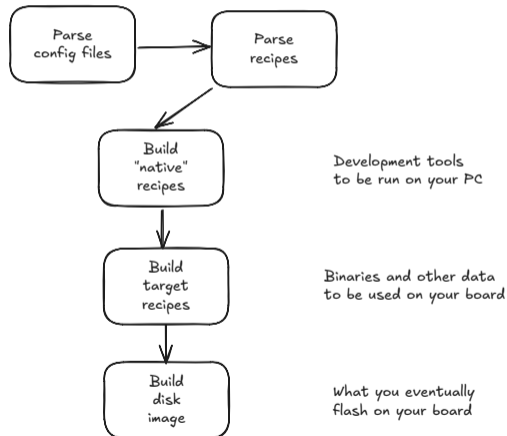 Parse
config files
Parse
recipes
Build
"native"
recipes
Development tools
to be run on your PC
Build
target
recipes
Binaries and other data
to be used on your board
Build
disk
image
What you eventually
flash on your board